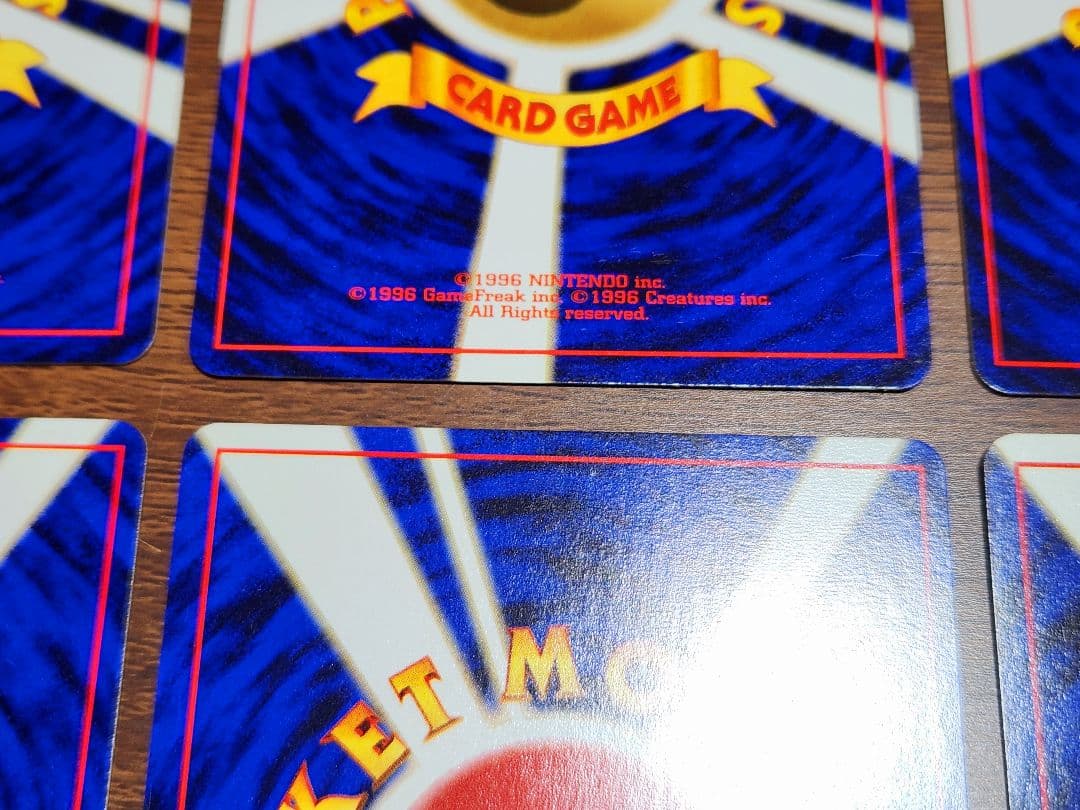 CARD GAME
©1996 NINTENDO inc.
©1996 GameFreak inc. ©1996 Creatures inc.
All Rights reserved.
KET MO